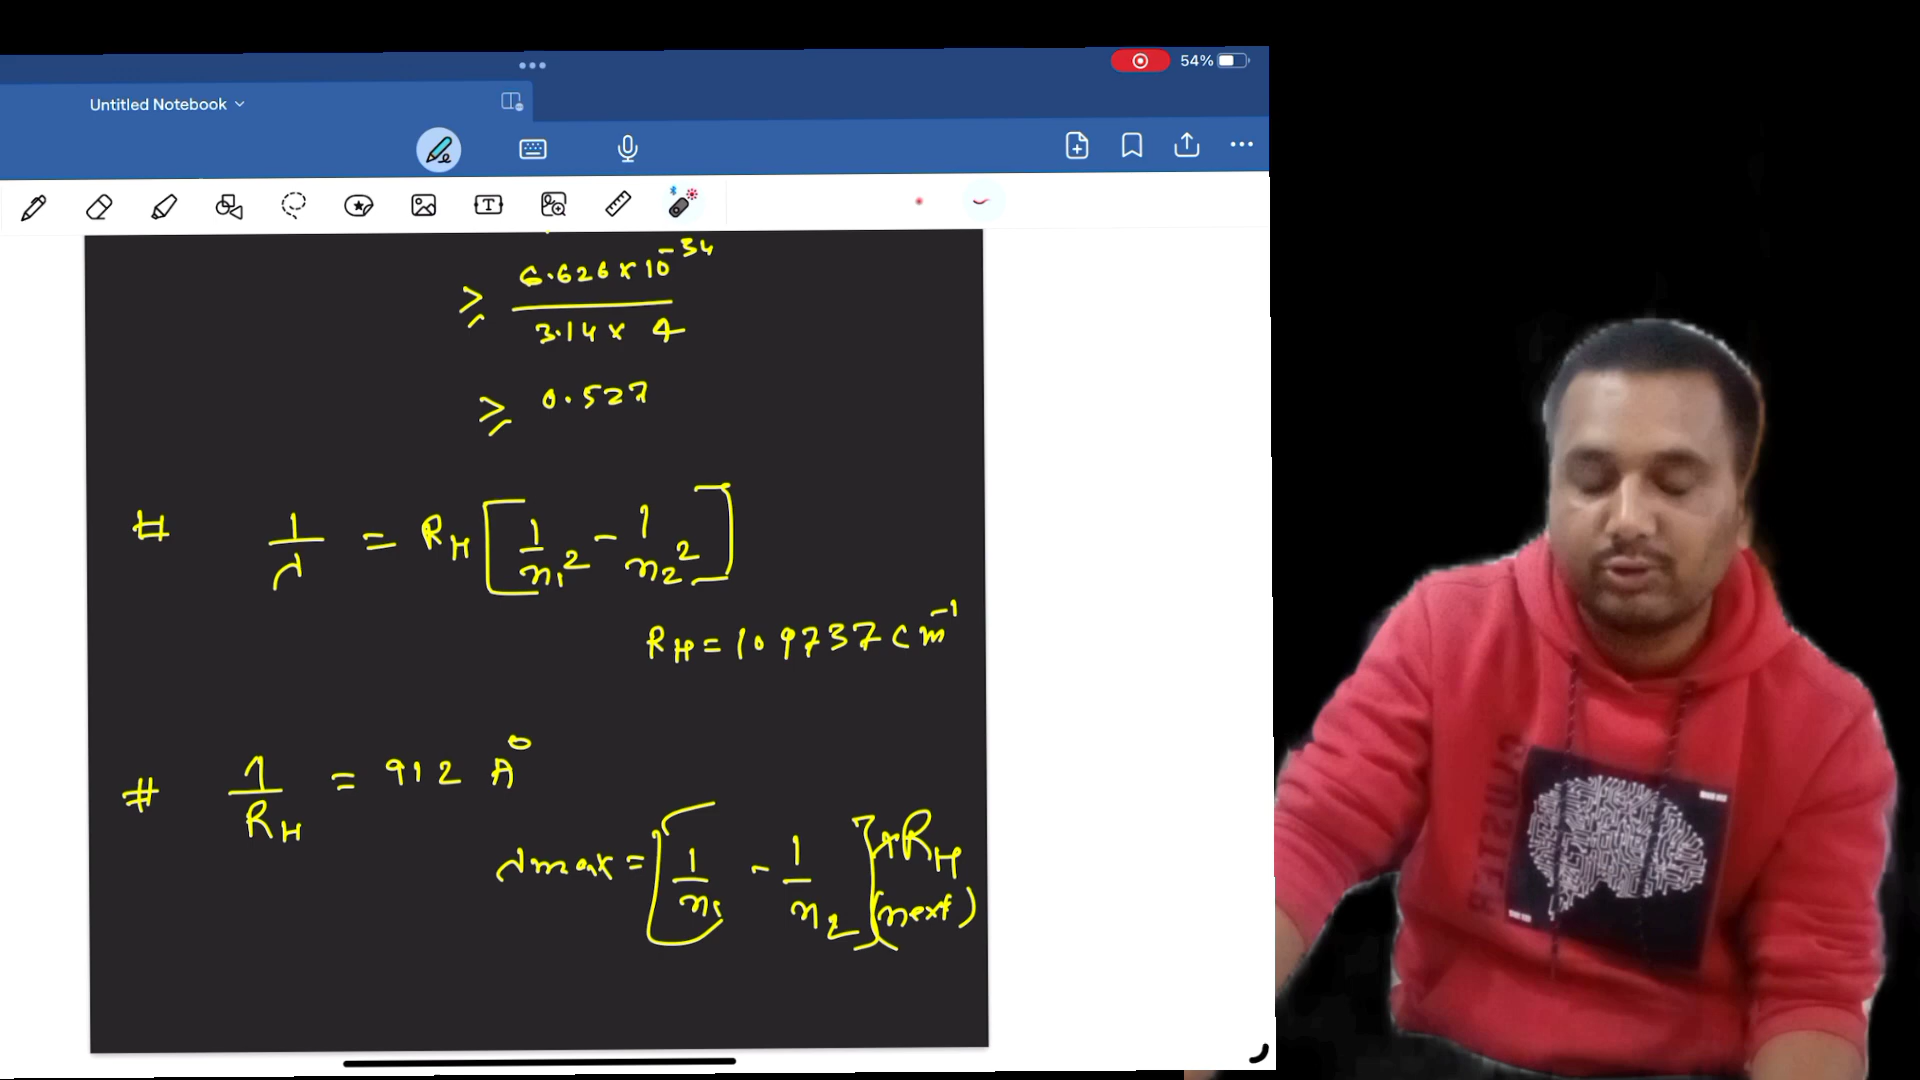 54%
Untitled Notebook
T
≥ 6.626 x 10^-34 / 3.14 x 4
≥ 0.527
# 1/λ = R_H [1/n₁² - 1/n₂²]
R_H = 109737 cm^-1
# 1/R_H = 912 A°
λmax = [1/n₁ - 1/n₂] x R_H
(next)
CLUSTER